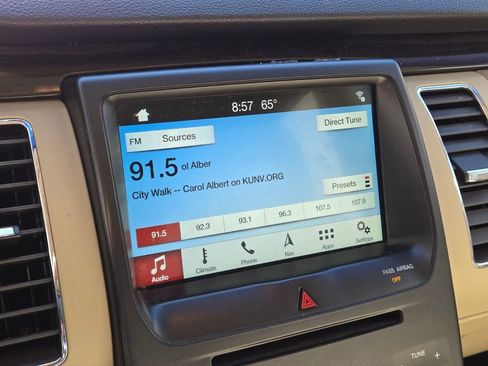 8:57 65°
FM Sources
Direct Tune
91.5 ol Alber
City Walk -- Carol Albert on KUNV.ORG
Presets
91.5 92.3 93.1 96.3 107.5 107.9
Audio Climate Phone Nav Apps Settings
PASS AIRBAG
OFF
TUNE +